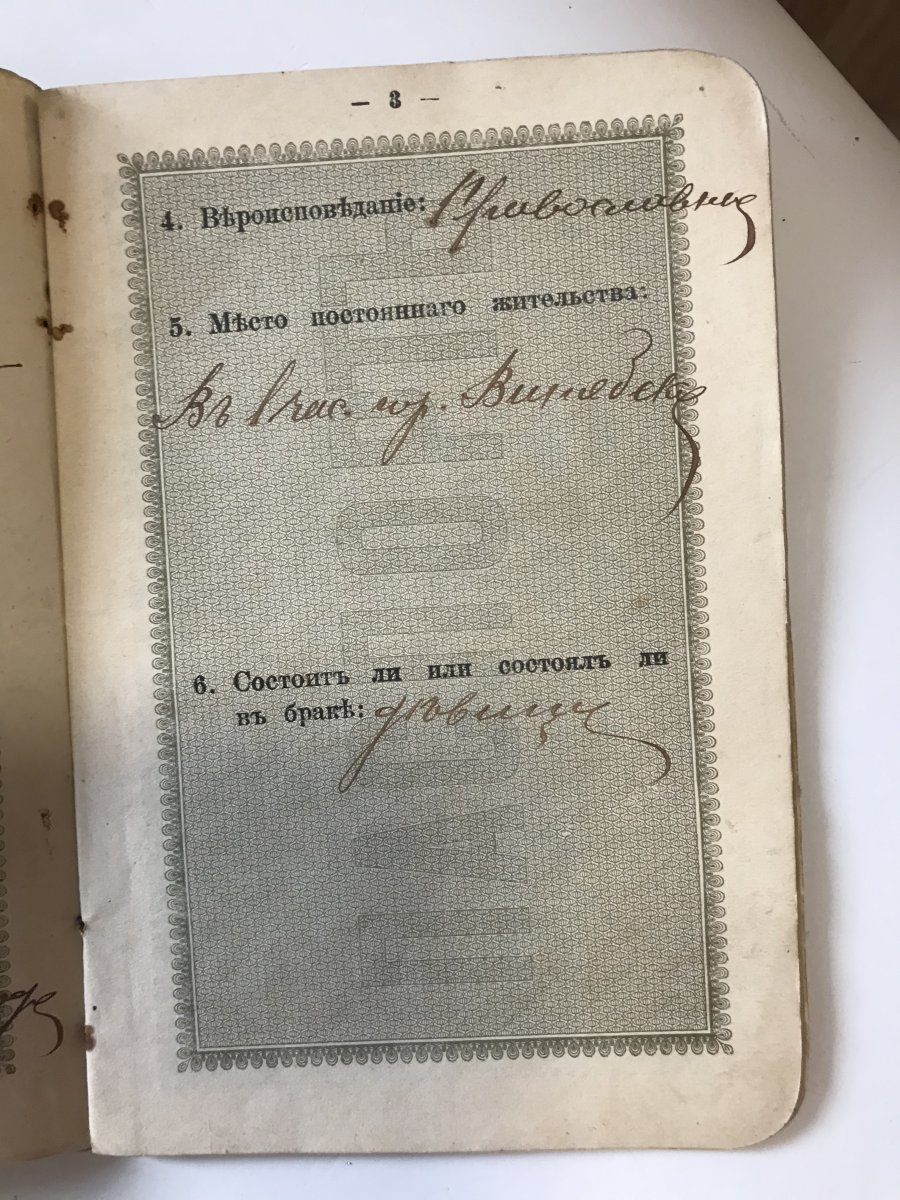 — 3 —
4. Вѣроисповѣданіе: Православная
5. Мѣсто постояннаго жительства:
Въ 1 час. гор. Витебска
6. Состоитъ ли или состоялъ ли
въ бракѣ: дѣвица
ПАСПОРТЪ